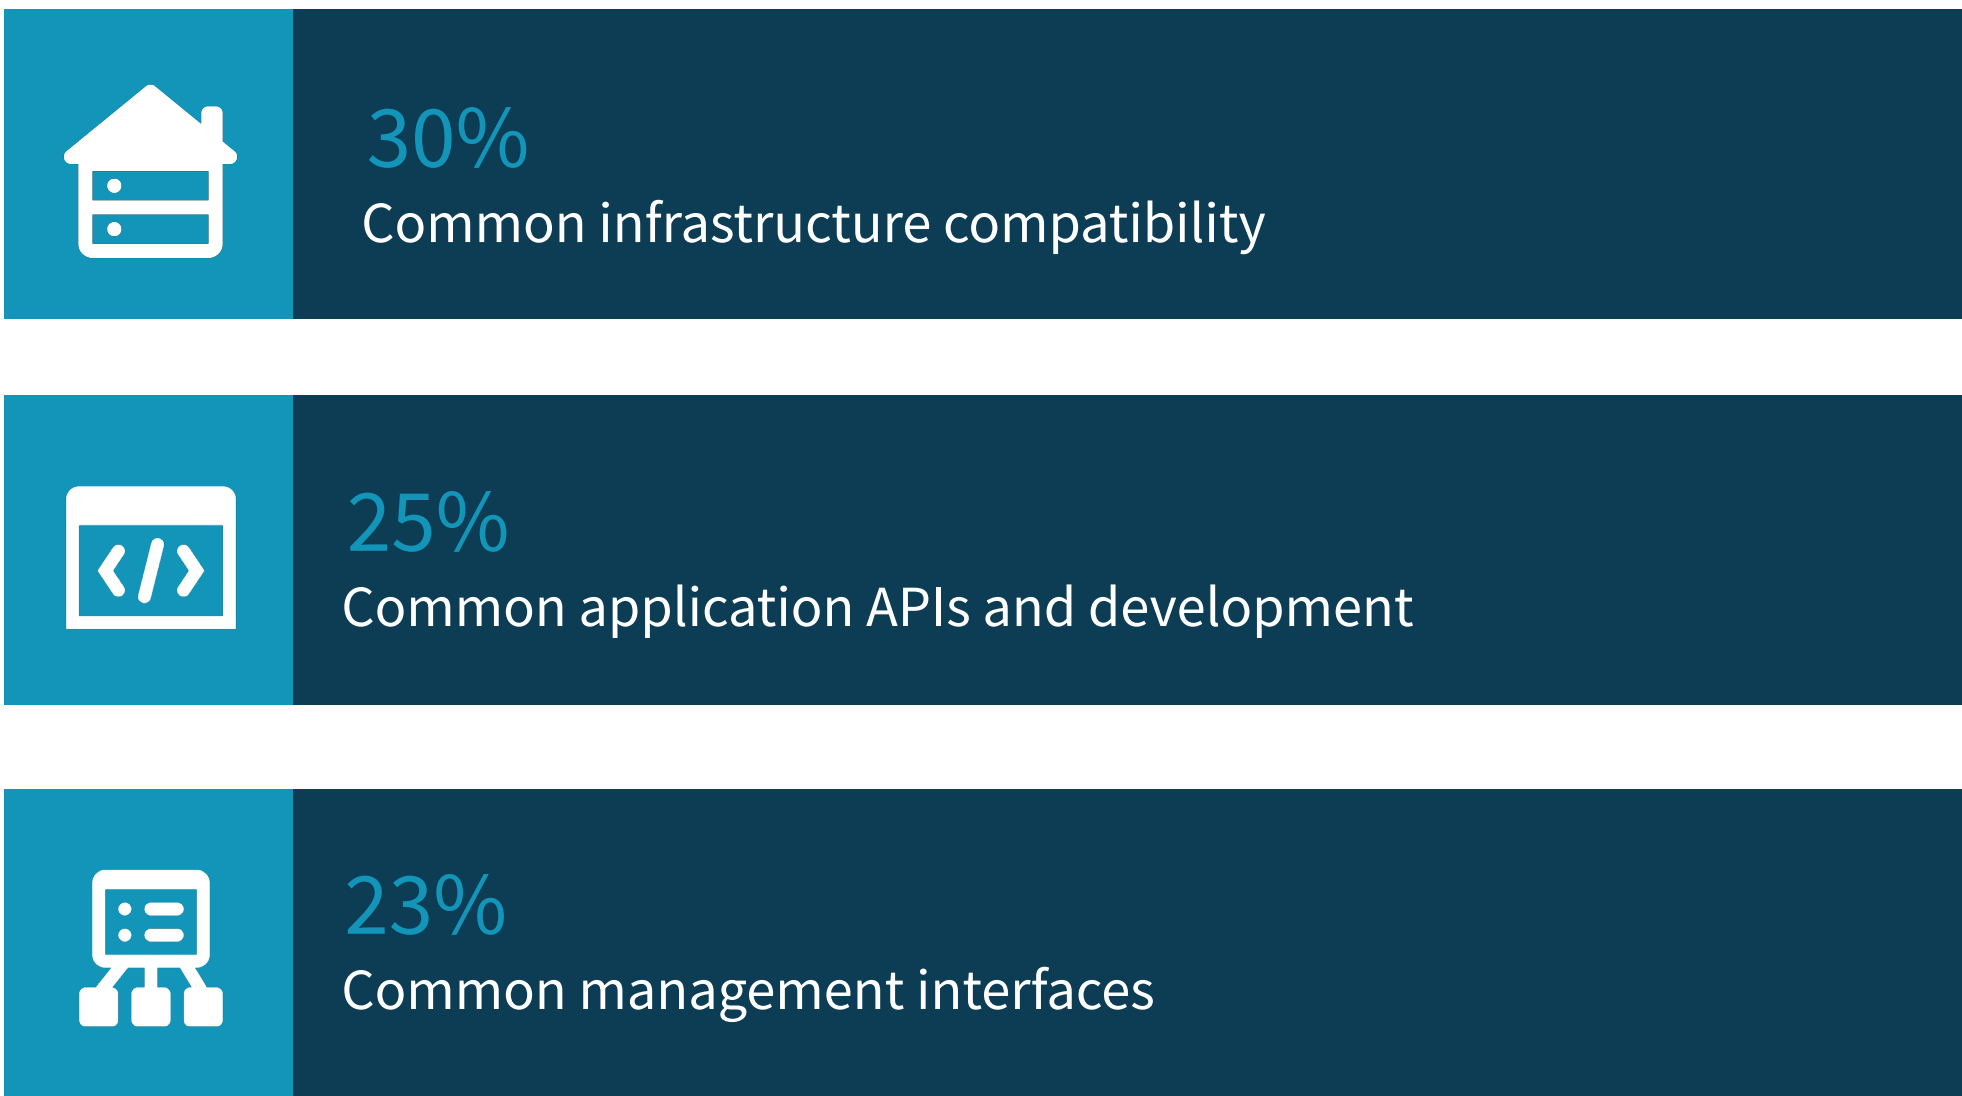 30%
Common infrastructure compatibility
25%
Common application APIs and development
23%
Common management interfaces